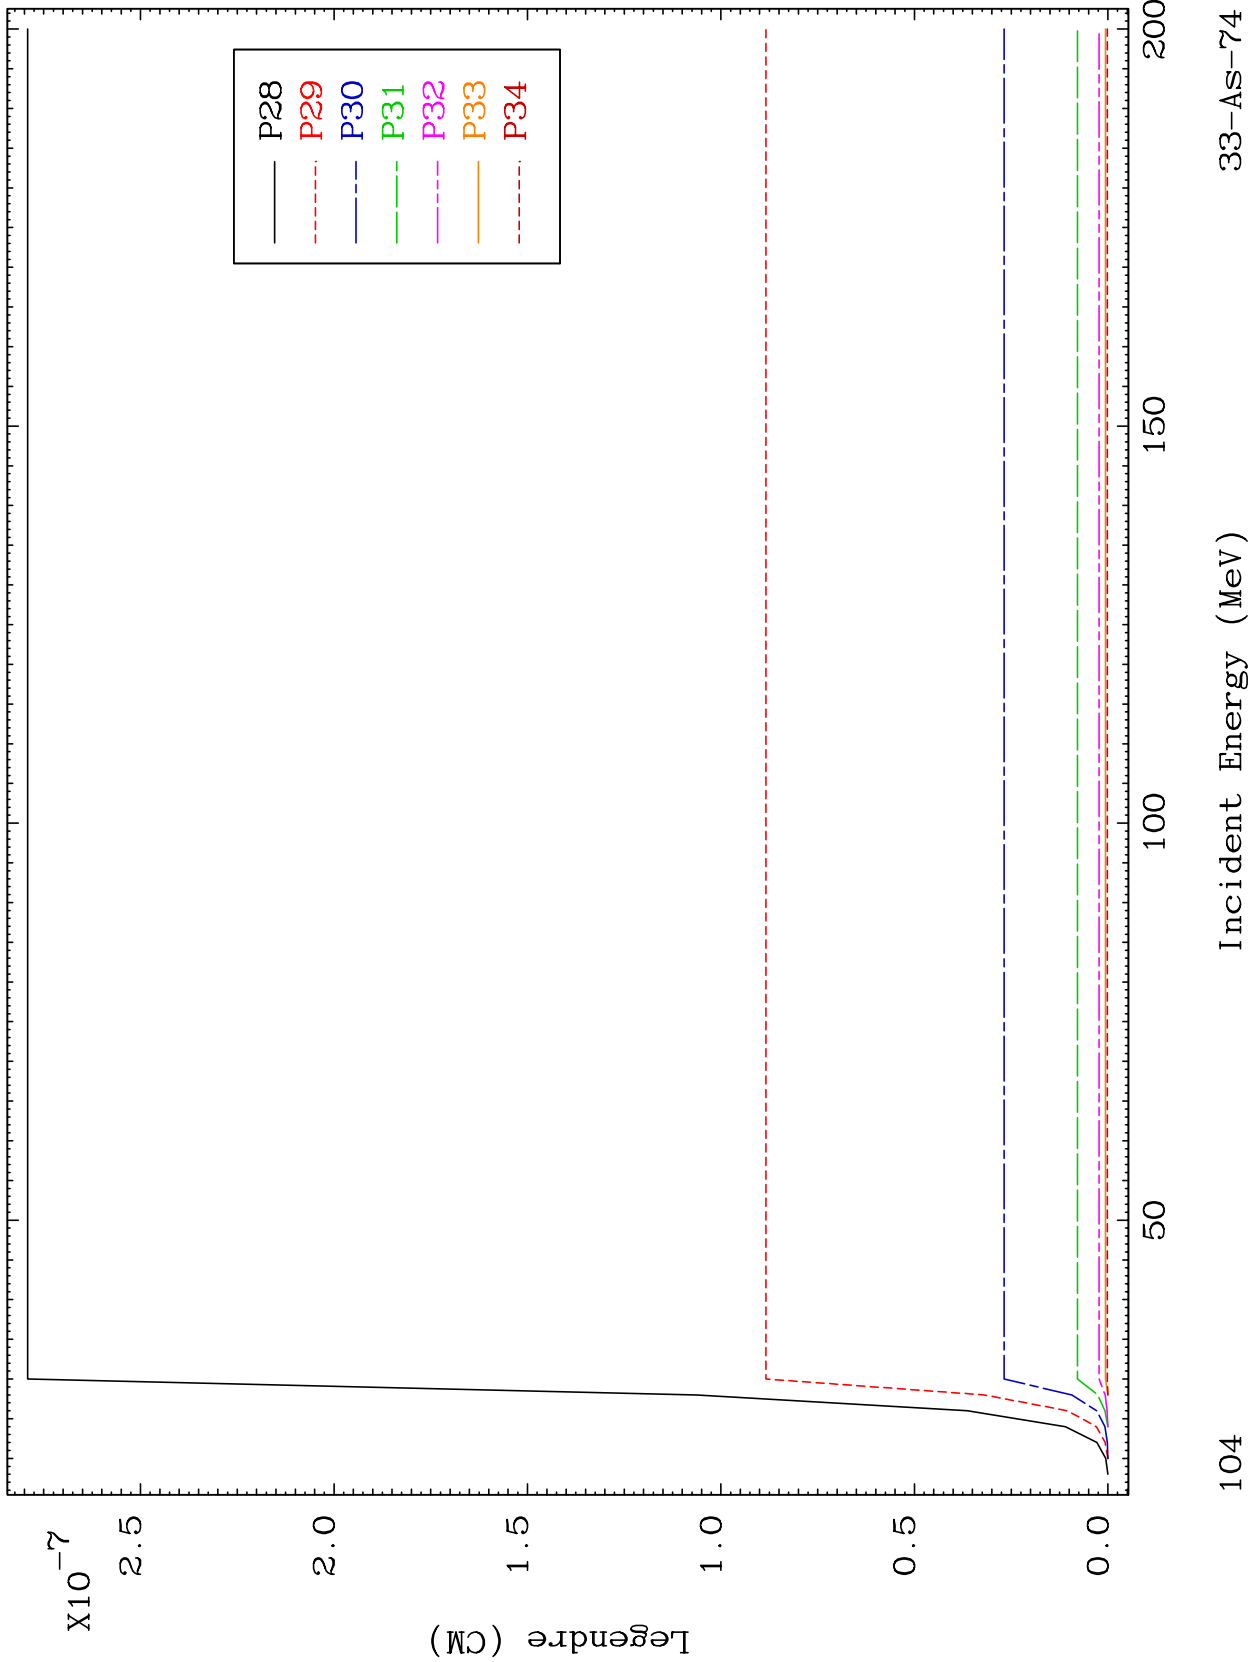 X10-7
2.5
2.0
1.5
1.0
0.5
0.0
Legendre (CM)
P28
P29
P30
P31
P32
P33
P34
50
100
150
200
104
Incident Energy (MeV)
33-As-74